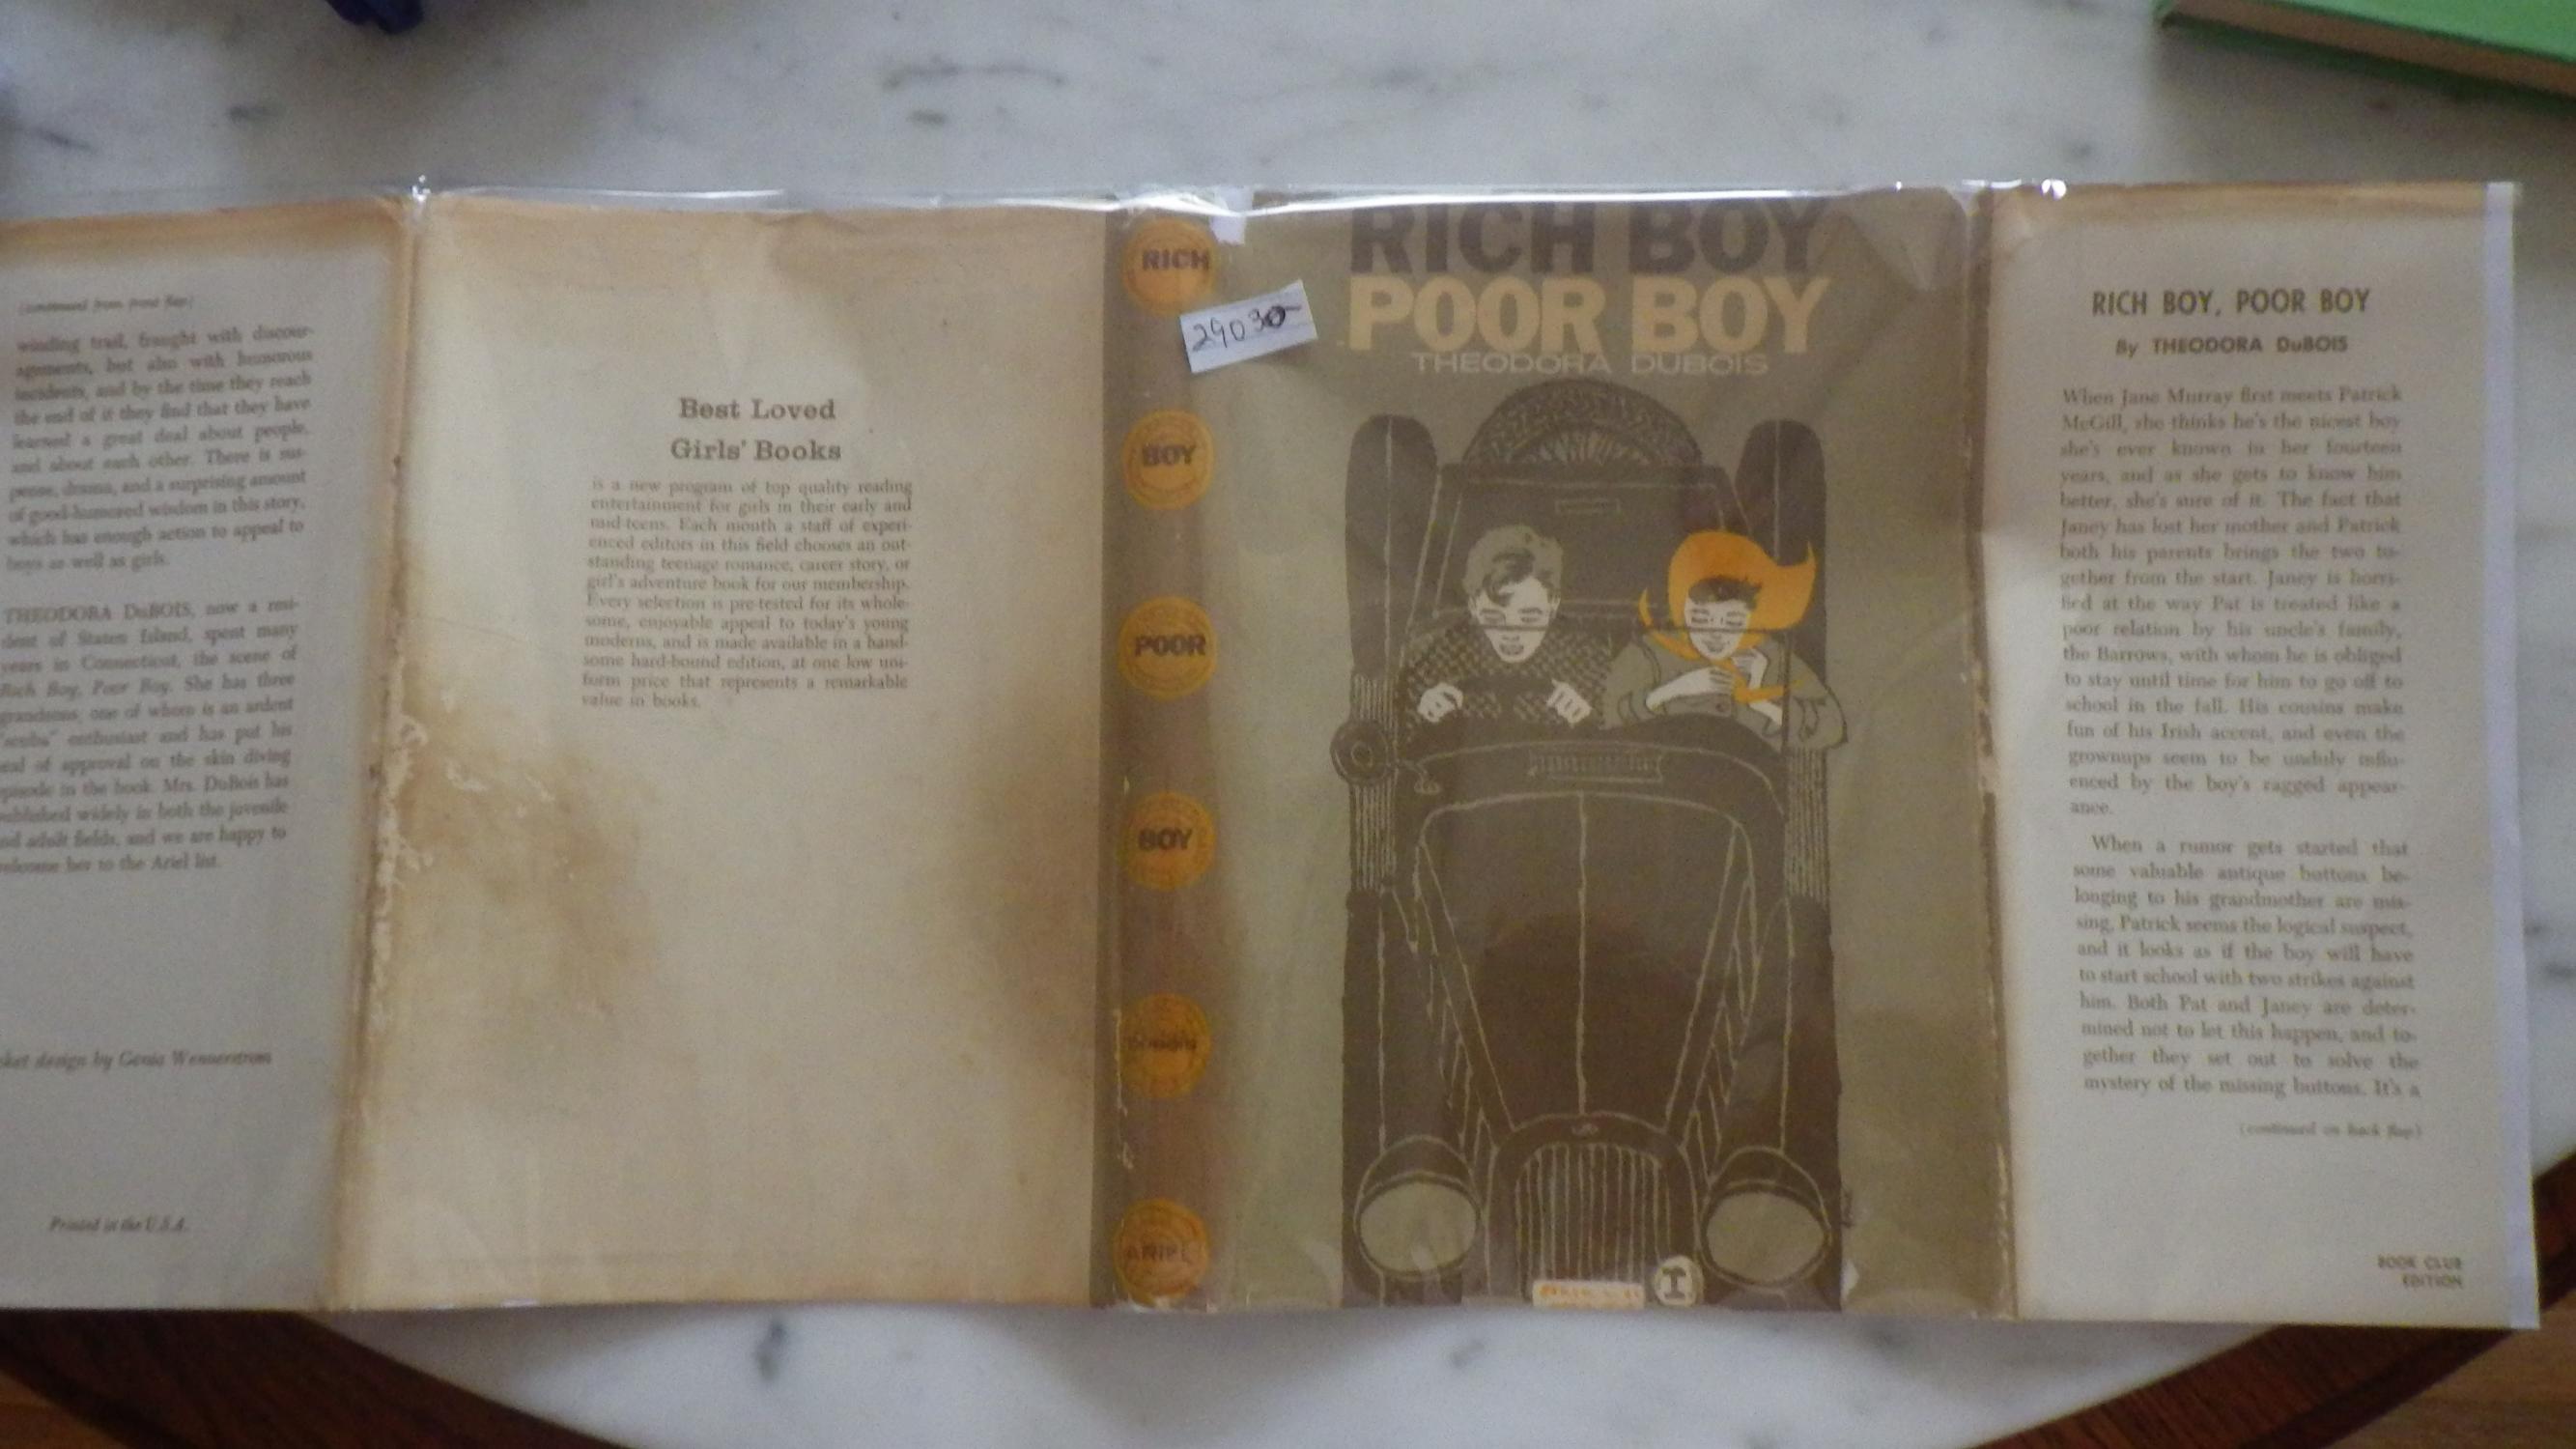 (continued from front flap)
winding trail, fraught with discour-
agements, but also with humorous
incidents, and by the time they reach
the end of it they find that they have
learned a great deal about people,
and about each other. There is sus-
pense, drama, and a surprising amount
of good-humored wisdom in this story,
which has enough action to appeal to
boys as well as girls.
THEODORA DuBOIS, now a resi-
dent of Staten Island, spent many
years in Connecticut, the scene of
Rich Boy, Poor Boy. She has three
grandsons, one of whom is an ardent
"scuba" enthusiast and has put his
seal of approval on the skin diving
episode in the book. Mrs. DuBois has
published widely in both the juvenile
and adult fields, and we are happy to
welcome her to the Ariel list.
design by Genia Wennerstrom
Printed in the U.S.A.
Best Loved
Girls' Books
is a new program of top quality reading
entertainment for girls in their early and
mid-teens. Each month a staff of experi-
enced editors in this field chooses an out-
standing teenage romance, career story, or
girl's adventure book for our membership.
Every selection is pre-tested for its whole-
some, enjoyable appeal to today's young
moderns, and is made available in a hand-
some hard-bound edition, at one low uni-
form price that represents a remarkable
value in books.
RICH
BOY
POOR
BOY
DUBOIS
ARIEL
29030
RICH BOY
POOR BOY
THEODORA DUBOIS
RICH BOY, POOR BOY
By THEODORA DuBOIS
When Jane Murray first meets Patrick
McGill, she thinks he's the nicest boy
she's ever known in her fourteen
years, and as she gets to know him
better, she's sure of it. The fact that
Janey has lost her mother and Patrick
both his parents brings the two to-
gether from the start. Janey is horri-
fied at the way Pat is treated like a
poor relation by his uncle's family,
the Barrows, with whom he is obliged
to stay until time for him to go off to
school in the fall. His cousins make
fun of his Irish accent, and even the
grownups seem to be unduly influ-
enced by the boy's ragged appear-
ance.
When a rumor gets started that
some valuable antique buttons be-
longing to his grandmother are mis-
sing, Patrick seems the logical suspect,
and it looks as if the boy will have
to start school with two strikes against
him. Both Pat and Janey are deter-
mined not to let this happen, and to-
gether they set out to solve the
mystery of the missing buttons. It's a
(continued on back flap)
BOOK CLUB
EDITION